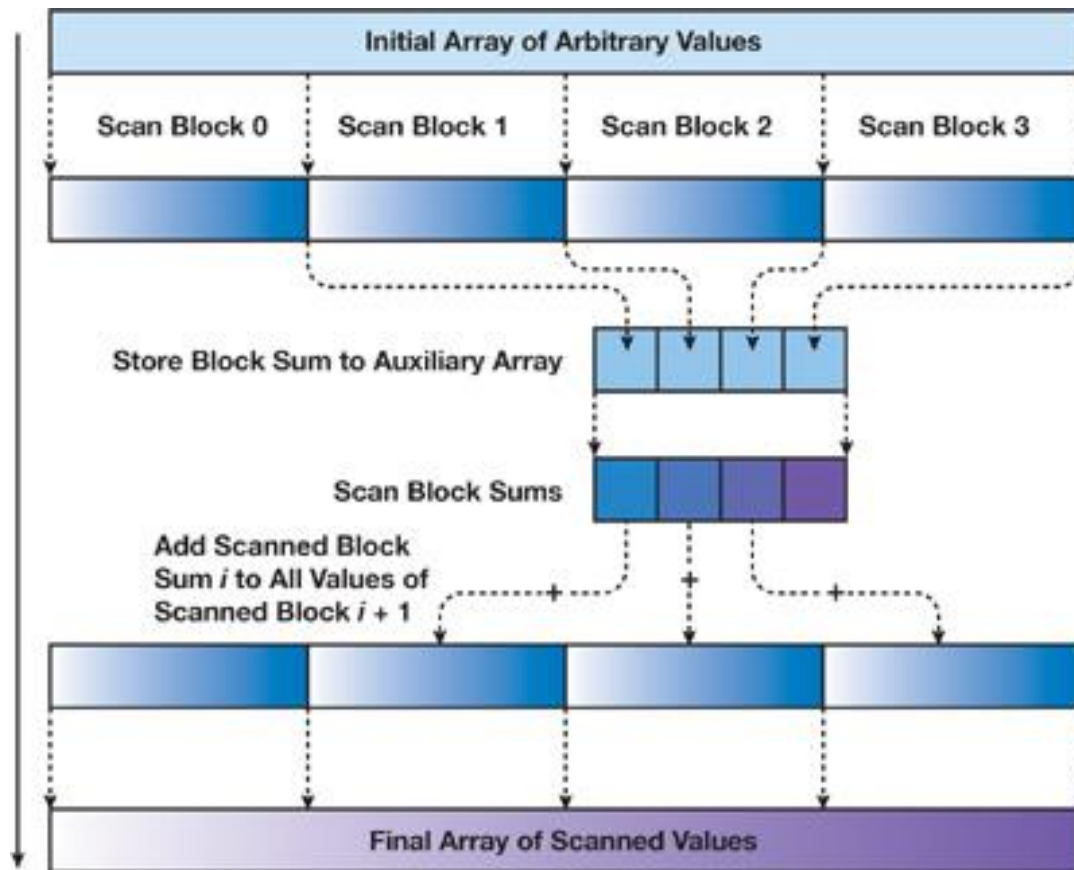 Initial Array of Arbitrary Values
Scan Block 0
Scan Block 1
Scan Block 2
Scan Block 3
Store Block Sum to Auxiliary Array
Scan Block Sums
Add Scanned Block
Sum i to All Values of
Scanned Block i + 1
+
+
+
Final Array of Scanned Values